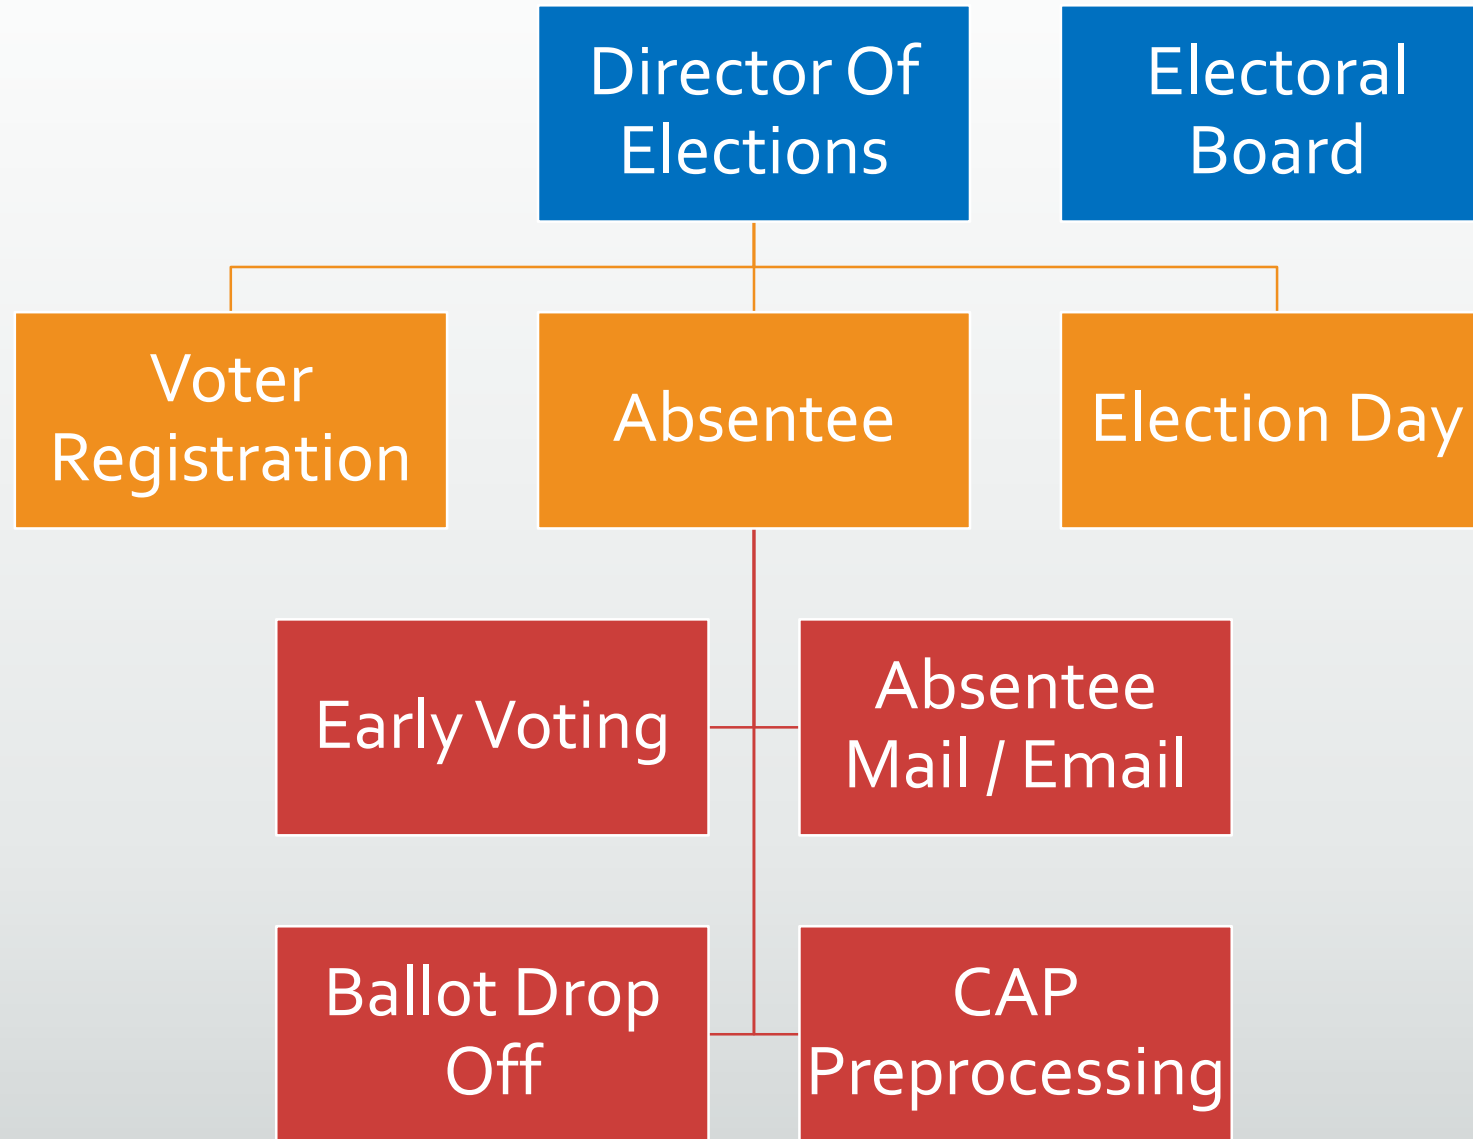 Director Of
Elections
Electoral
Board
Voter
Registration
Absentee
Election Day
Early Voting
Absentee
Mail / Email
Ballot Drop
Off
CAP
Preprocessing